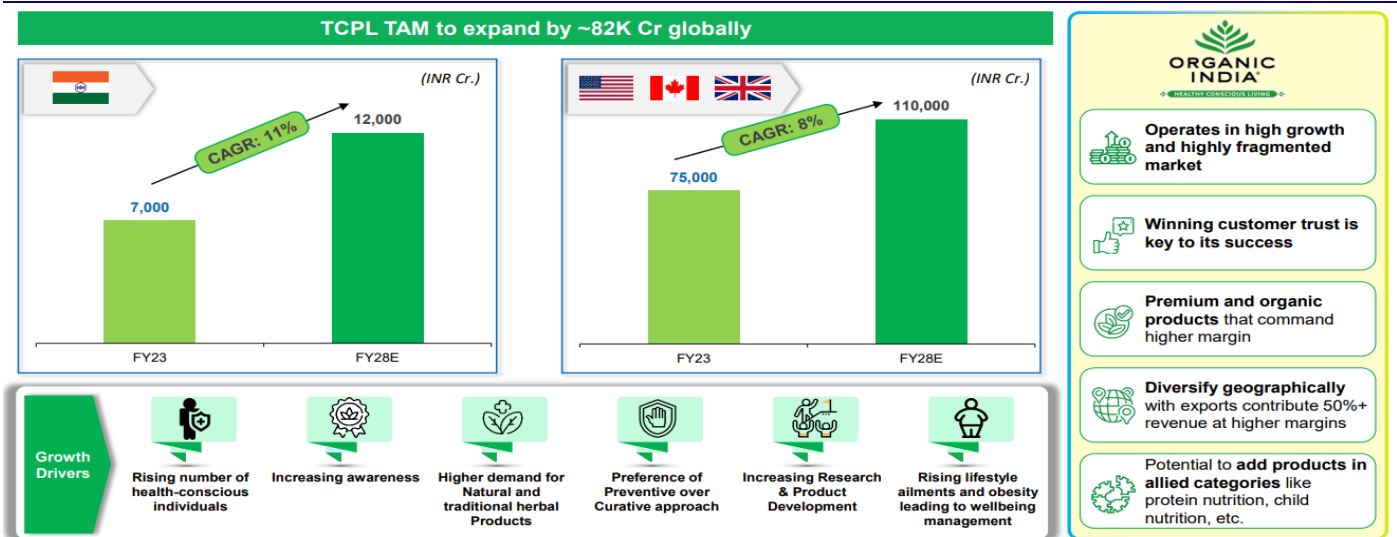 TCPL TAM to expand by ~82K Cr globally
(INR Cr.)
CAGR: 11%
12,000
7,000
FY23
FY28E
(INR Cr.)
CAGR: 8%
110,000
75,000
FY23
FY28E
Growth
Drivers
Rising number of
health-conscious
individuals
Increasing awareness
Higher demand for
Natural and
traditional herbal
Products
Preference of
Preventive over
Curative approach
Increasing Research
& Product
Development
Rising lifestyle
ailments and obesity
leading to wellbeing
management
ORGANIC
INDIA®
HEALTHY CONSCIOUS LIVING
Operates in high growth
and highly fragmented
market
Winning customer trust is
key to its success
Premium and organic
products that command
higher margin
Diversify geographically
with exports contribute 50%+
revenue at higher margins
Potential to add products in
allied categories like
protein nutrition, child
nutrition, etc.